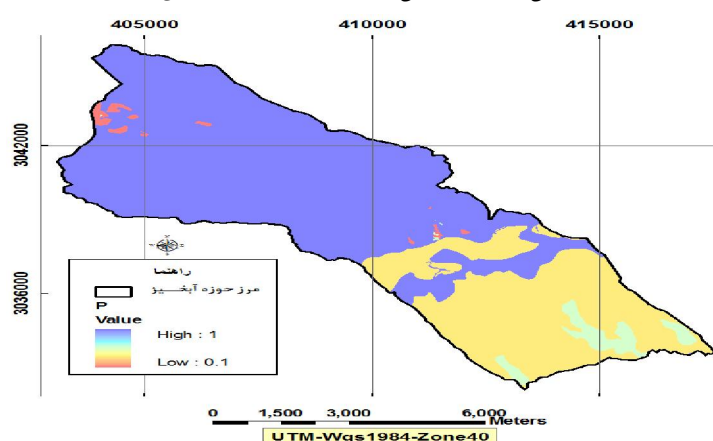 405000 410000 415000
3042000
3036000
راهنما
مرز حوزه آبخیز
P
Value
High : 1
Low : 0.1
0 1,500 3,000 6,000
Meters
UTM-Wgs1984-Zone40